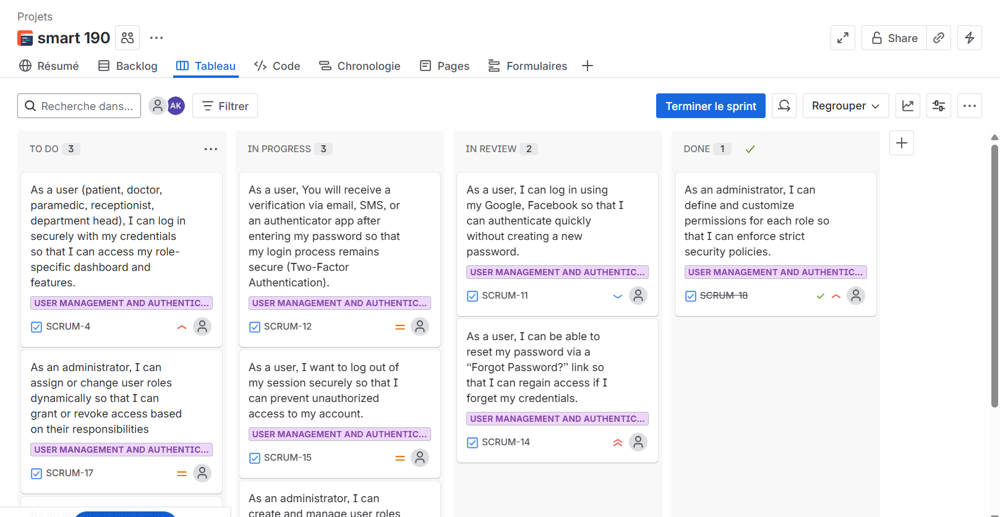 Projets
smart 190
Share
Résumé
Backlog
Tableau
Code
Chronologie
Pages
Formulaires
Recherche dans...
AK
Filtrer
Terminer le sprint
Regrouper
TO DO 3
As a user (patient, doctor,
paramedic, receptionist,
department head), I can log in
securely with my credentials
so that I can access my role-
specific dashboard and
features.
USER MANAGEMENT AND AUTHENTIC...
SCRUM-4
As an administrator, I can
assign or change user roles
dynamically so that I can
grant or revoke access based
on their responsibilities
USER MANAGEMENT AND AUTHENTIC...
SCRUM-17
As an administrator, I can
IN PROGRESS 3
As a user, You will receive a
verification via email, SMS, or
an authenticator app after
entering my password so that
my login process remains
secure (Two-Factor
Authentication).
USER MANAGEMENT AND AUTHENTIC...
SCRUM-12
As a user, I want to log out of
my session securely so that I
can prevent unauthorized
access to my account.
USER MANAGEMENT AND AUTHENTIC...
SCRUM-15
As an administrator, I can
create and manage user roles
IN REVIEW 2
As a user, I can log in using
my Google, Facebook so that I
can authenticate quickly
without creating a new
password.
USER MANAGEMENT AND AUTHENTIC...
SCRUM-11
As a user, I can be able to
reset my password via a
“Forgot Password?” link so
that I can regain access if I
forget my credentials.
USER MANAGEMENT AND AUTHENTIC...
SCRUM-14
DONE 1
As an administrator, I can
define and customize
permissions for each role so
that I can enforce strict
security policies.
USER MANAGEMENT AND AUTHENTIC...
SCRUM-18